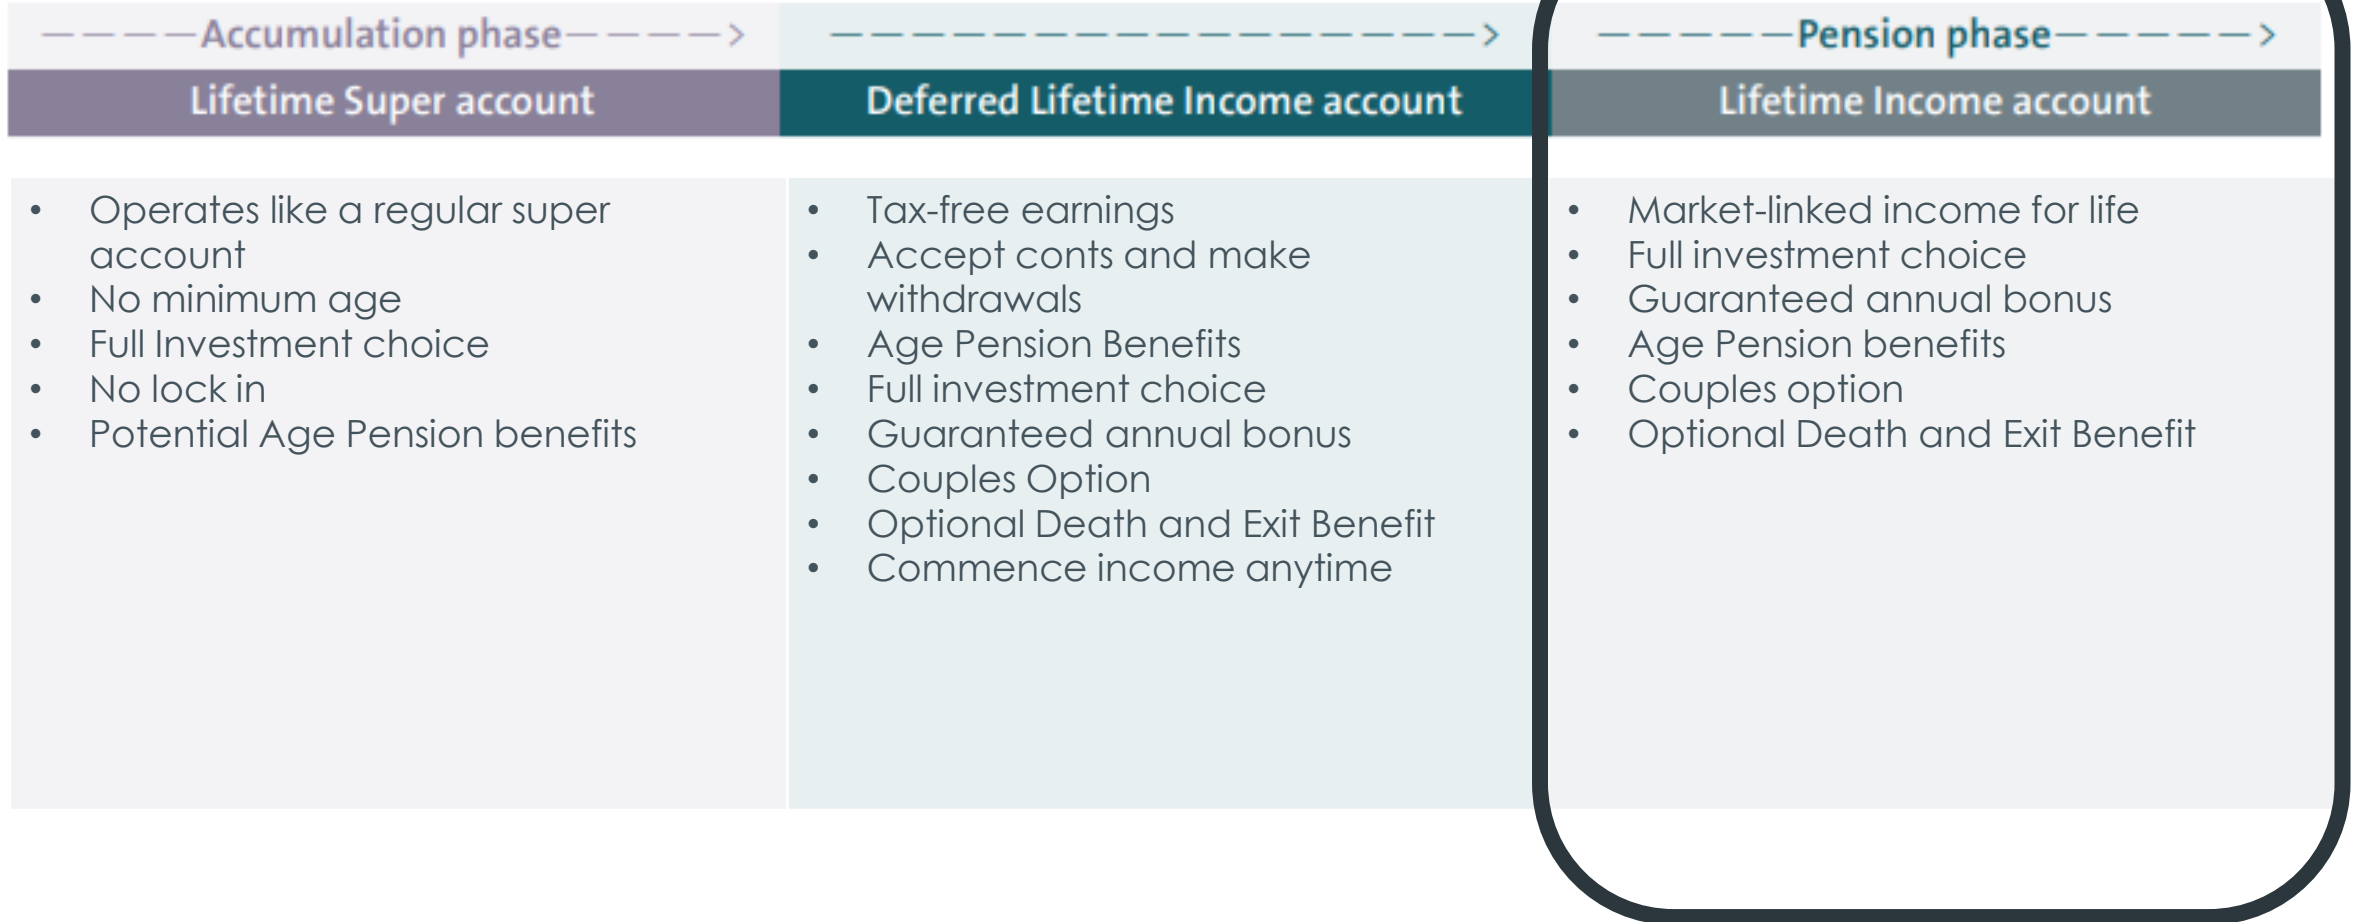 Accumulation phase
Lifetime Super account
• Operates like a regular super
account
• No minimum age
• Full Investment choice
• No lock in
• Potential Age Pension benefits
Deferred Lifetime Income account
• Tax-free earnings
• Accept conts and make
withdrawals
• Age Pension Benefits
• Full investment choice
• Guaranteed annual bonus
• Couples Option
• Optional Death and Exit Benefit
• Commence income anytime
Pension phase
Lifetime Income account
• Market-linked income for life
• Full investment choice
• Guaranteed annual bonus
• Age Pension benefits
• Couples option
• Optional Death and Exit Benefit